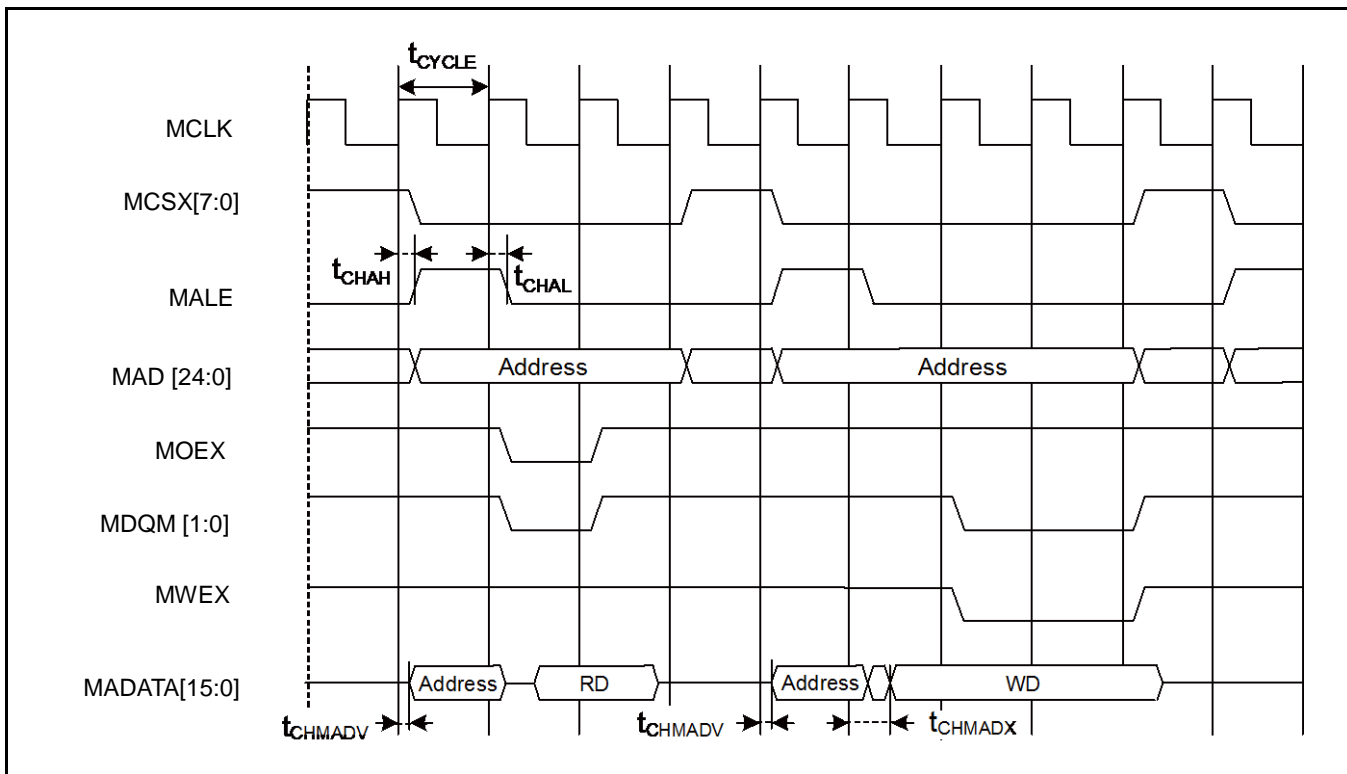 tCYCLE
MCLK
MCSX[7:0]
tCHAH
tCHAL
MALE
MAD [24:0]
Address
Address
MOEX
MDQM [1:0]
MWEX
MADATA[15:0]
Address
RD
Address
WD
tCHMADV
tCHMADV
tCHMADX